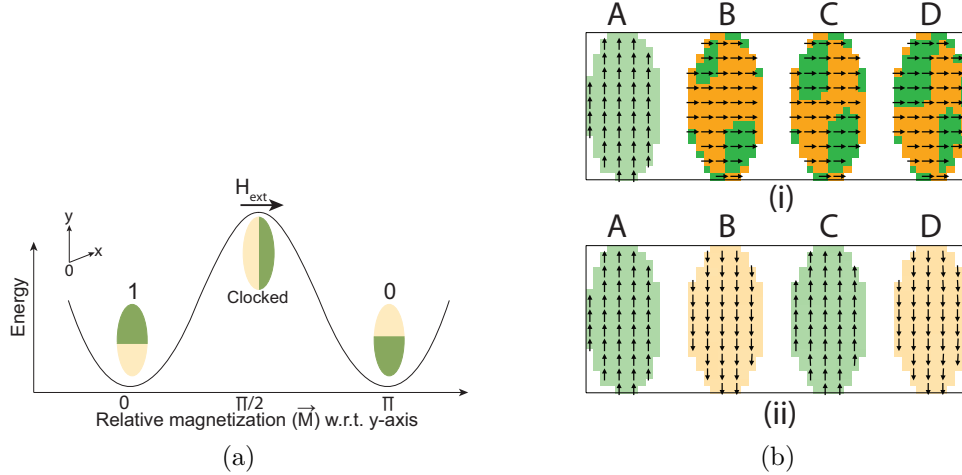 H_ext
y
x
0
1
0
Clocked
Energy
0
∏/2
∏
Relative magnetization (M⃗) w.r.t. y-axis
(a)
A B C D
(i)
A B C D
(ii)
(b)